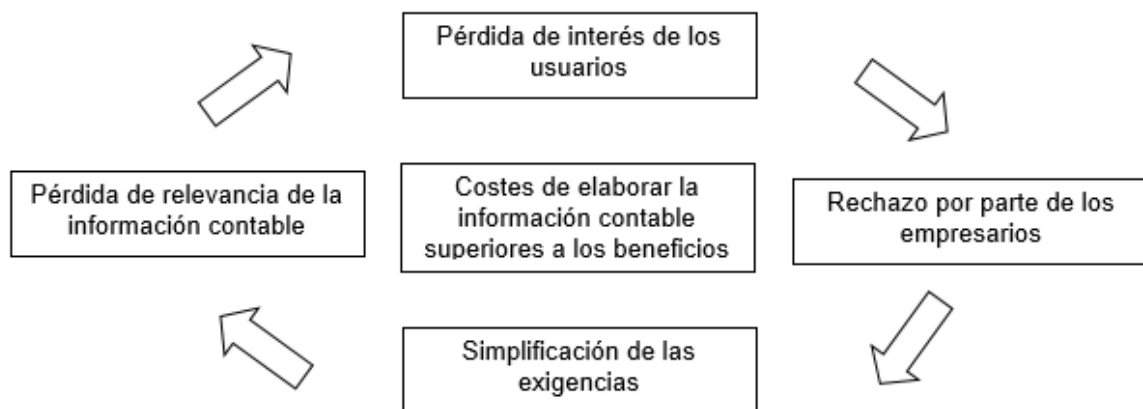 Pérdida de interés de los
usuarios
Pérdida de relevancia de la
información contable
Costes de elaborar la
información contable
superiores a los beneficios
Rechazo por parte de los
empresarios
Simplificación de las
exigencias